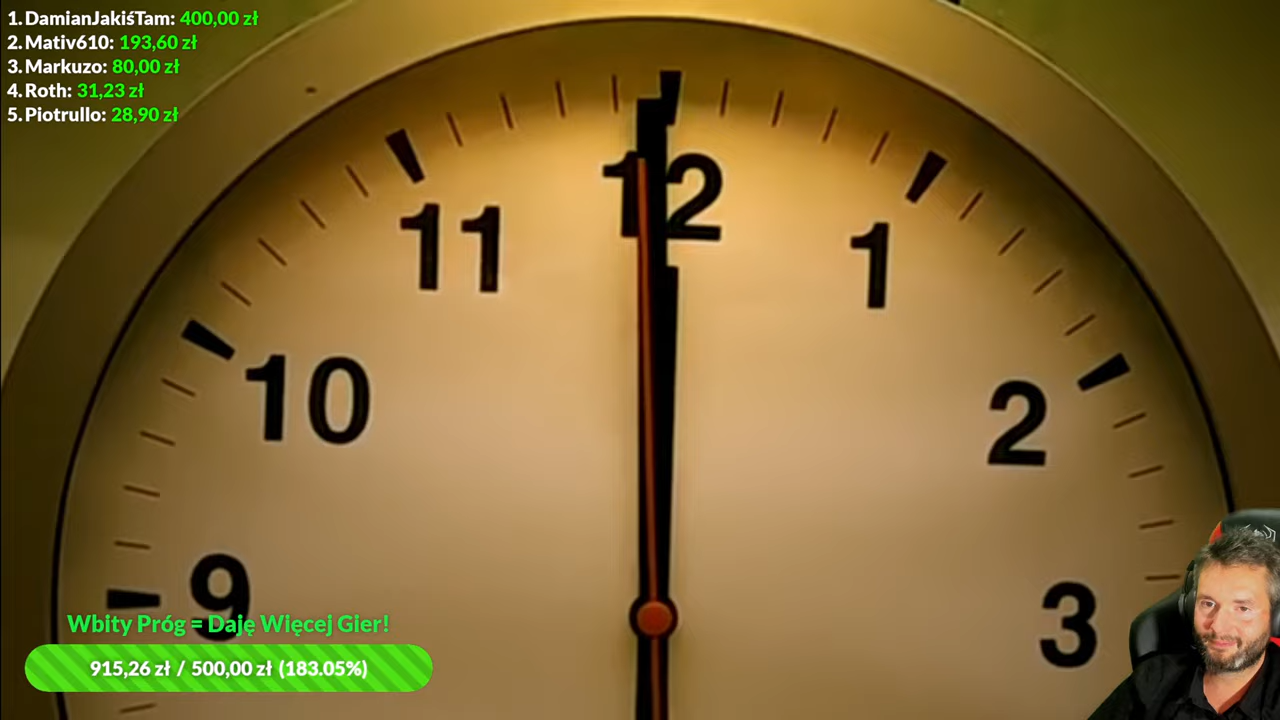 1. DamianJakiśTam: 400,00 zł
2. Mativ610: 193,60 zł
3. Markuzo: 80,00 zł
4. Roth: 31,23 zł
5. Piotrullo: 28,90 zł
12
11
1
10
2
9
3
Wbity Próg = Daję Więcej Gier!
915,26 zł / 500,00 zł (183.05%)